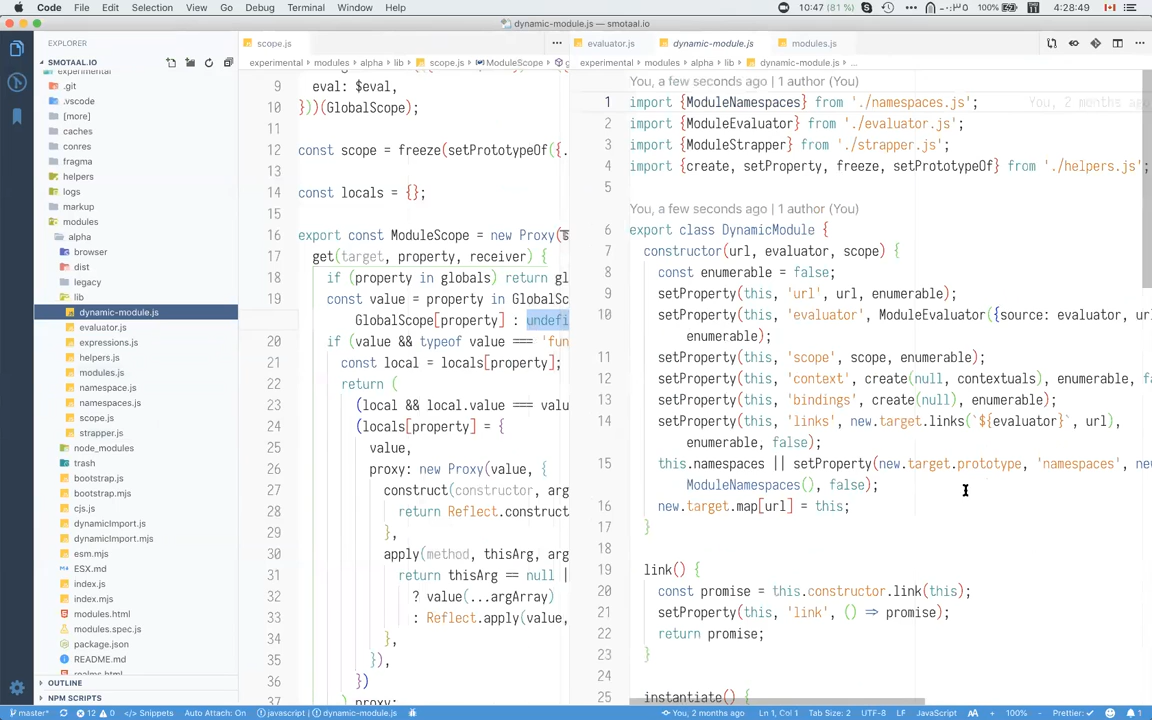 Code File Edit Selection View Go Debug Terminal Window Help 10:47 (81%) 100% 4:28:49
dynamic-module.js — smotaal.io
EXPLORER
SMOTAAL.IO
experimental
.git
.vscode
[more]
caches
conres
fragma
helpers
logs
markup
modules
alpha
browser
dist
legacy
lib
dynamic-module.js
evaluator.js
expressions.js
helpers.js
modules.js
namespace.js
namespaces.js
scope.js
strapper.js
node_modules
trash
bootstrap.js
bootstrap.mjs
cjs.js
dynamicImport.js
dynamicImport.mjs
esm.mjs
ESX.md
index.js
index.mjs
modules.html
modules.spec.js
package.json
README.md
realms.html
OUTLINE
NPM SCRIPTS
scope.js
experimental › modules › alpha › lib › scope.js › ModuleScope ›
9 eval: $eval,
10 }))(GlobalScope);
11
12 const scope = freeze(setPrototypeOf({.
13
14 const locals = {};
15
16 export const ModuleScope = new Proxy(
17 get(target, property, receiver) {
18 if (property in globals) return gl
19 const value = property in GlobalSc
GlobalScope[property] : undefi
20 if (value && typeof value === 'fun
21 const local = locals[property];
22 return (
23 (local && local.value === valu
24 (locals[property] = {
25 value,
26 proxy: new Proxy(value, {
27 construct(constructor, arg
28 return Reflect.construct
29 },
30 apply(method, thisArg, arg
31 return thisArg == null |
32 ? value(...argArray)
33 : Reflect.apply(value,
34 },
35 }),
36 })
37 ).proxy;
evaluator.js dynamic-module.js modules.js
experimental › modules › alpha › lib › dynamic-module.js › ...
You, a few seconds ago | 1 author (You)
1 import {ModuleNamespaces} from './namespaces.js'; You, 2 months ago
2 import {ModuleEvaluator} from './evaluator.js';
3 import {ModuleStrapper} from './strapper.js';
4 import {create, setProperty, freeze, setPrototypeOf} from './helpers.js';
5
You, a few seconds ago | 1 author (You)
6 export class DynamicModule {
7 constructor(url, evaluator, scope) {
8 const enumerable = false;
9 setProperty(this, 'url', url, enumerable);
10 setProperty(this, 'evaluator', ModuleEvaluator({source: evaluator, ur
enumerable);
11 setProperty(this, 'scope', scope, enumerable);
12 setProperty(this, 'context', create(null, contextuals), enumerable, fa
13 setProperty(this, 'bindings', create(null), enumerable);
14 setProperty(this, 'links', new.target.links(`${evaluator}`, url),
enumerable, false);
15 this.namespaces || setProperty(new.target.prototype, 'namespaces', new
ModuleNamespaces(), false);
16 new.target.map[url] = this;
17 }
18
19 link() {
20 const promise = this.constructor.link(this);
21 setProperty(this, 'link', () => promise);
22 return promise;
23 }
24
25 instantiate() {
master* 12 0 </> Snippets Auto Attach: On javascript | dynamic-module.js You, 2 months ago Ln 1, Col 1 Tab Size: 2 UTF-8 LF JavaScript AA + 100% - Prettier: ✓ 1